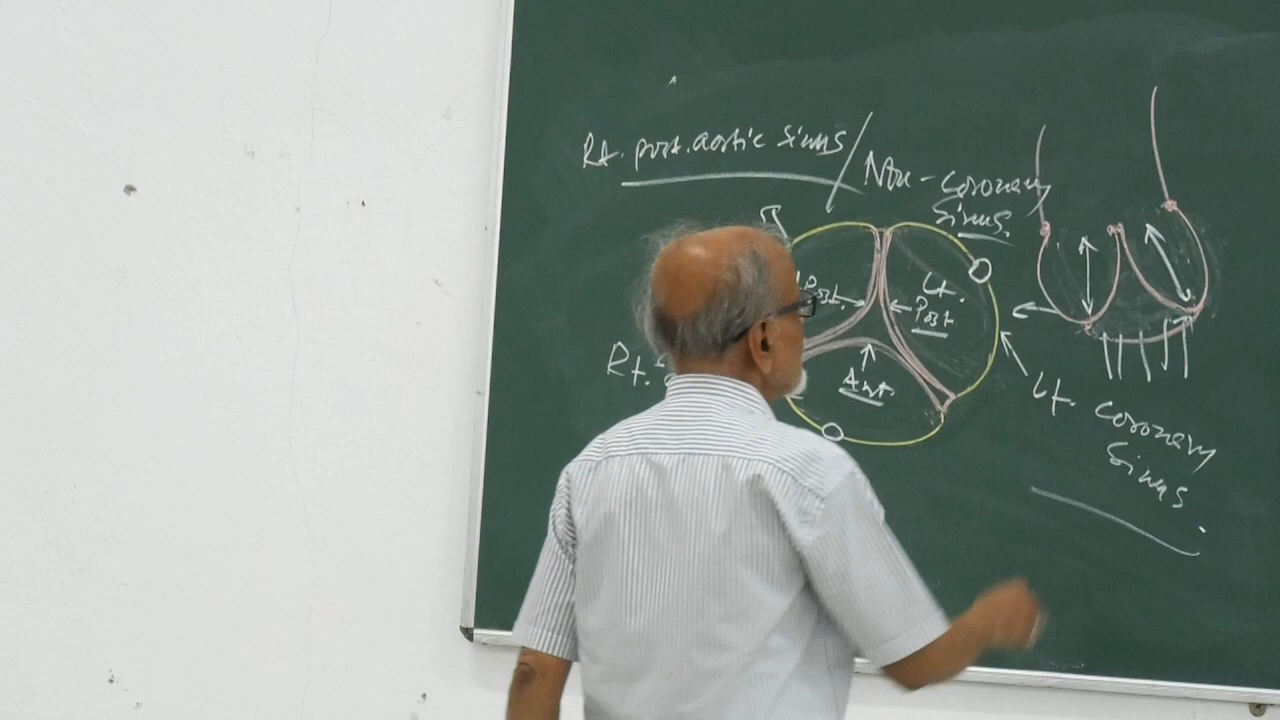 Rt. post. aortic sinus /
Non-coronary
Sinus.
Post.
Lt.
Post
Ant.
Rt.
Lt. coronary
Sinus.